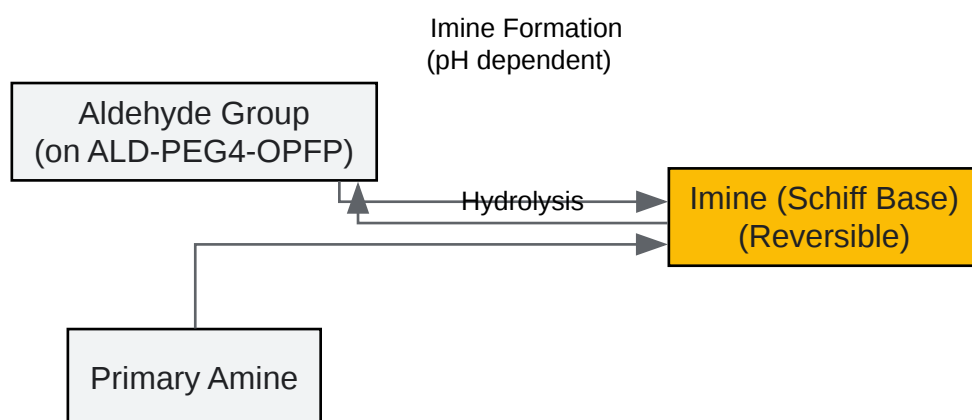 Imine Formation
(pH dependent)
Aldehyde Group
(on ALD-PEG4-OPFP)
Hydrolysis
Imine (Schiff Base)
(Reversible)
Primary Amine